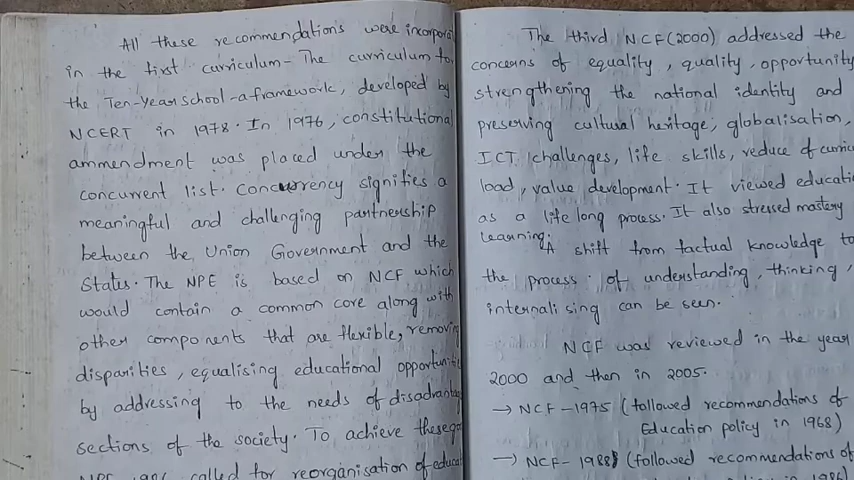 All these recommendations were incorpora
in the first curriculum - The curriculum for
the Ten-Year School - a framework, developed by
NCERT in 1978. In 1976, constitutional
ammendment was placed under the
concurrent list. Concurrency signifies a
meaningful and challenging partnership
between the Union Government and the
States. The NPE is based on NCF which
would contain a common core along with
other components that are flexible, removing
disparities, equalising educational opportunitie
by addressing to the needs of disadvantag
sections of the society. To achieve these go
called for reorganisation of educa
The third NCF(2000) addressed the
concerns of equality, quality, opportunity
strengthening the national identity and
preserving cultural heritage, globalisation,
ICT challenges, life skills, reduce of curric
load, value development. It viewed educati
as a life long process. It also stressed mastery
learning. A shift from factual knowledge to
the process of understanding, thinking,
internalising can be seen.
NCF was reviewed in the year
2000 and then in 2005.
→ NCF-1975 (followed recommendations of
Education policy in 1968)
→ NCF-1988 (followed recommendations of
in 1986)